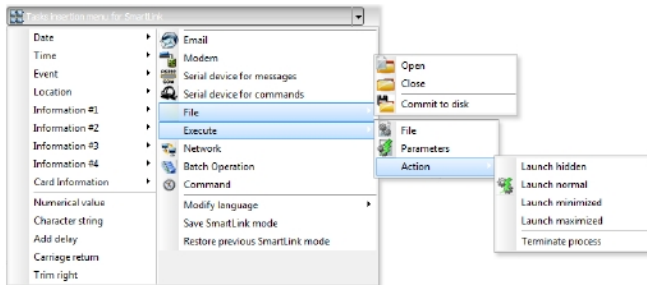 Tasks Insertion menu for SmartLink
Date
Time
Event
Location
Information #1
Information #2
Information #3
Information #4
Card Information
Numerical value
Character string
Add delay
Carriage return
Trim right
Email
Modem
Serial device for messages
Serial device for commands
File
Execute
Network
Batch Operation
Command
Modify language
Save SmartLink mode
Restore previous SmartLink mode
Open
Close
Commit to disk
File
Parameters
Action
Launch hidden
Launch normal
Launch minimized
Launch maximized
Terminate process